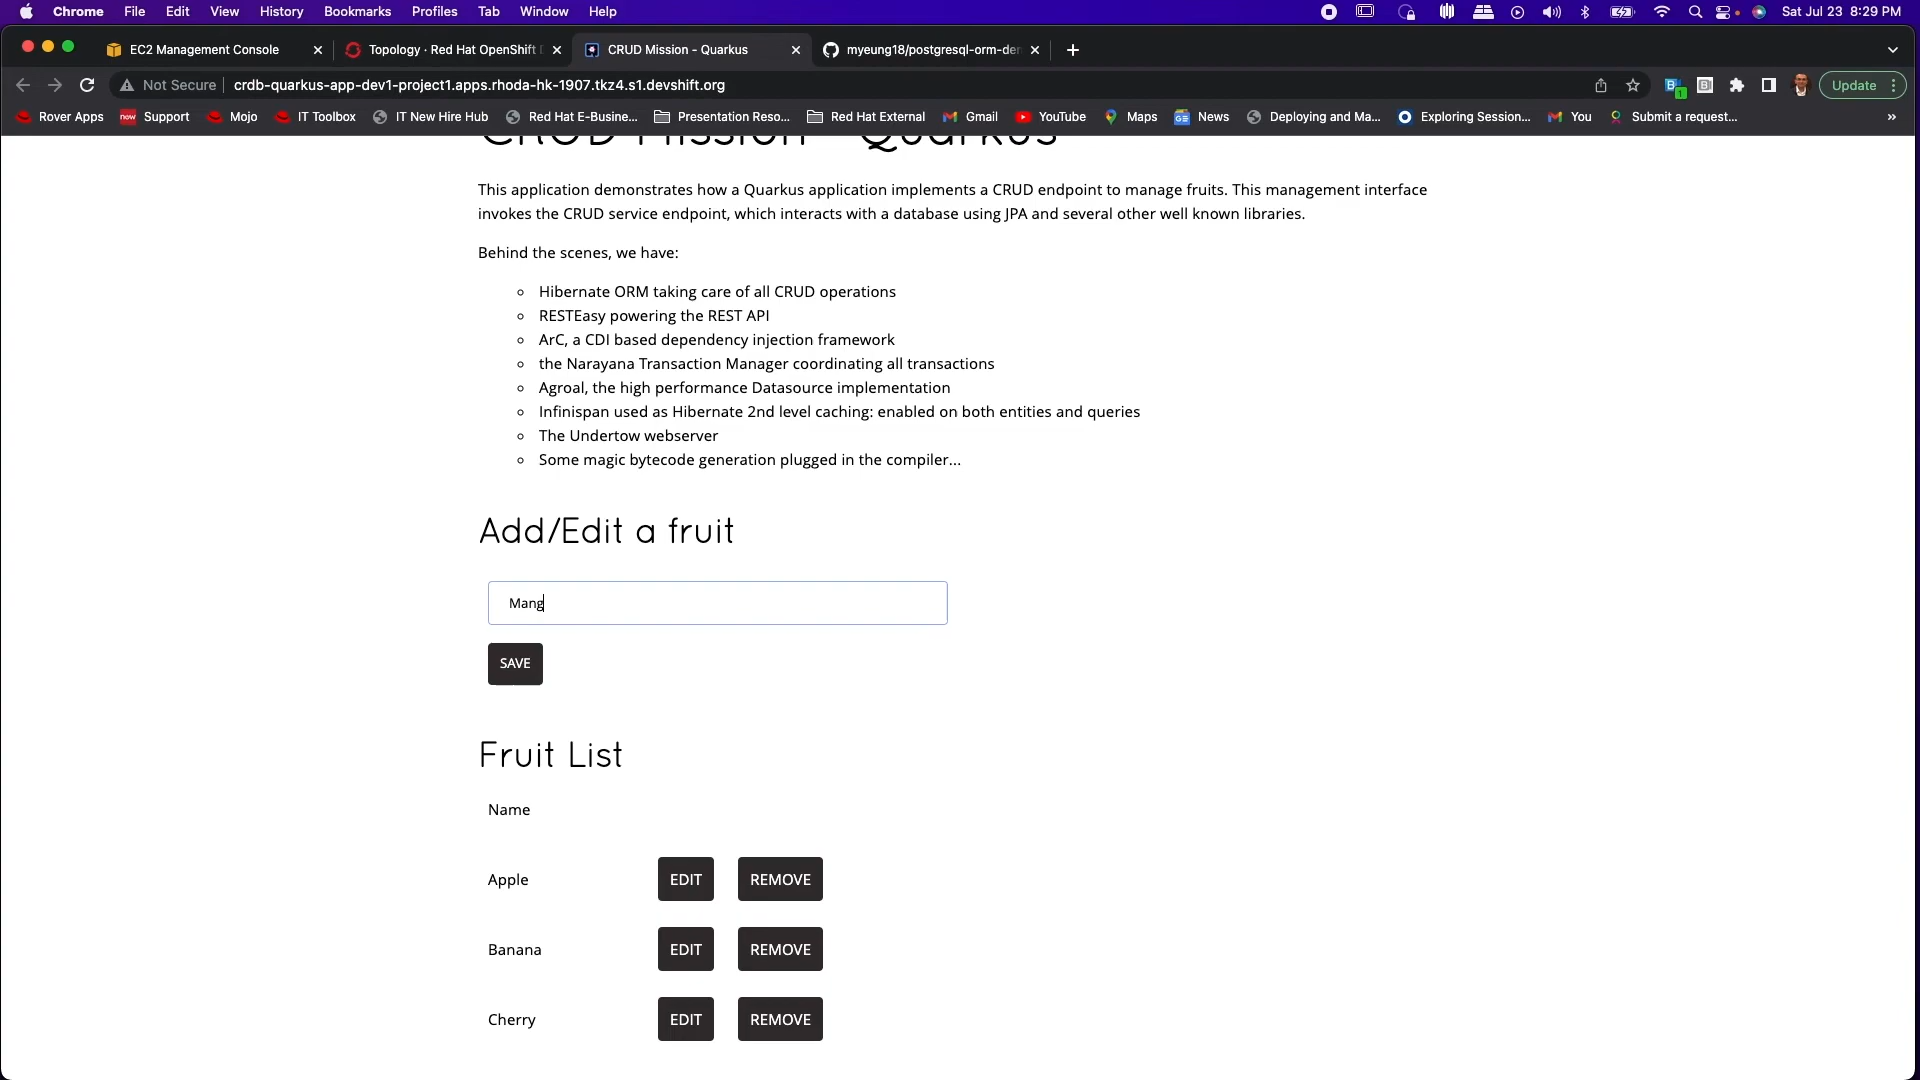 Chrome File Edit View History Bookmarks Profiles Tab Window Help Sat Jul 23 8:29 PM
EC2 Management Console Topology · Red Hat OpenShift CRUD Mission - Quarkus myeung18/postgresql-orm-de
Not Secure crdb-quarkus-app-dev1-project1.apps.rhoda-hk-1907.tkz4.s1.devshift.org Update
Rover Apps Support Mojo IT Toolbox IT New Hire Hub Red Hat E-Busine... Presentation Reso... Red Hat External Gmail YouTube Maps News Deploying and Ma... Exploring Session... You Submit a request... »
CRUD Mission - Quarkus
This application demonstrates how a Quarkus application implements a CRUD endpoint to manage fruits. This management interface
invokes the CRUD service endpoint, which interacts with a database using JPA and several other well known libraries.
Behind the scenes, we have:
Hibernate ORM taking care of all CRUD operations
RESTEasy powering the REST API
ArC, a CDI based dependency injection framework
the Narayana Transaction Manager coordinating all transactions
Agroal, the high performance Datasource implementation
Infinispan used as Hibernate 2nd level caching: enabled on both entities and queries
The Undertow webserver
Some magic bytecode generation plugged in the compiler...
Add/Edit a fruit
Mang
SAVE
Fruit List
Name
Apple EDIT REMOVE
Banana EDIT REMOVE
Cherry EDIT REMOVE